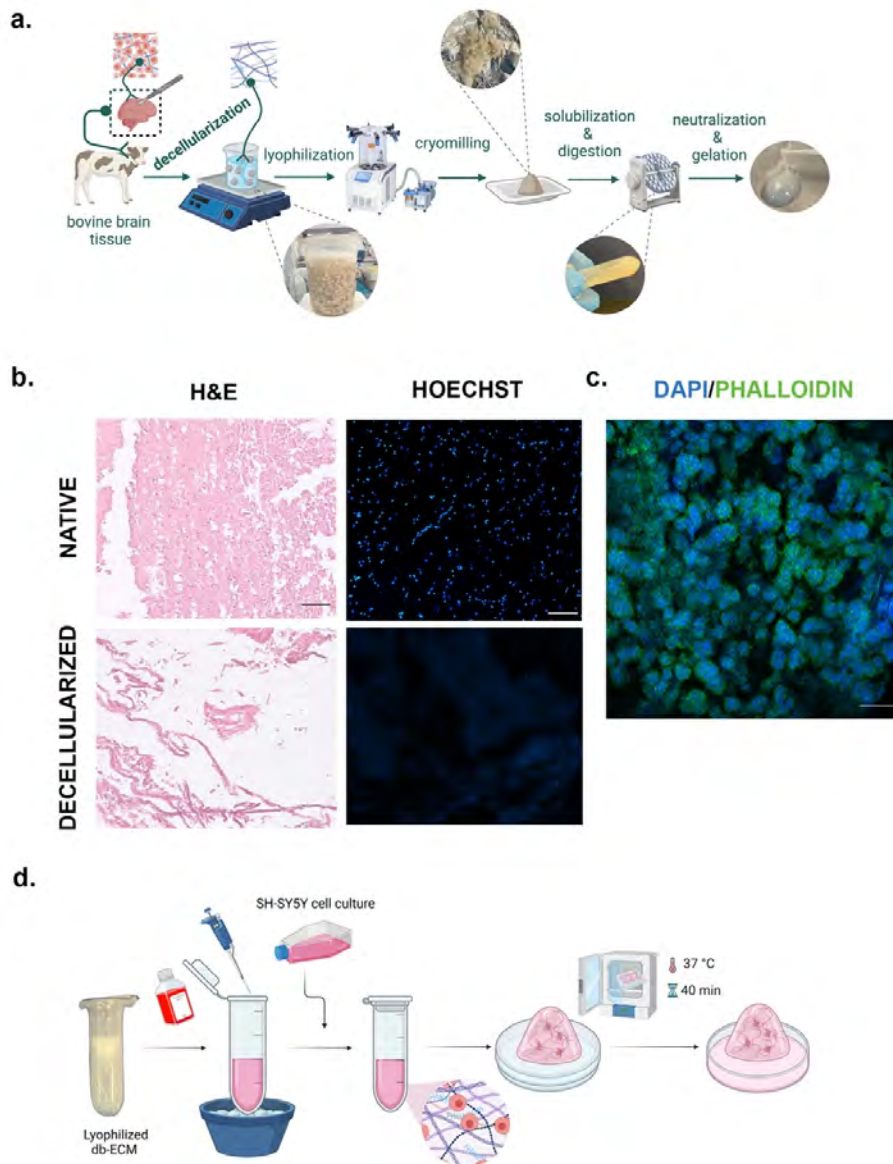 a.
decellularization
lyophilization
cryomilling
solubilization
&
digestion
neutralization
&
gelation
bovine brain
tissue
b.
H&E
HOECHST
c.
DAPI/PHALLOIDIN
NATIVE
DECELLULARIZED
d.
SH-SY5Y cell culture
37 °C
40 min
Lyophilized
db-ECM